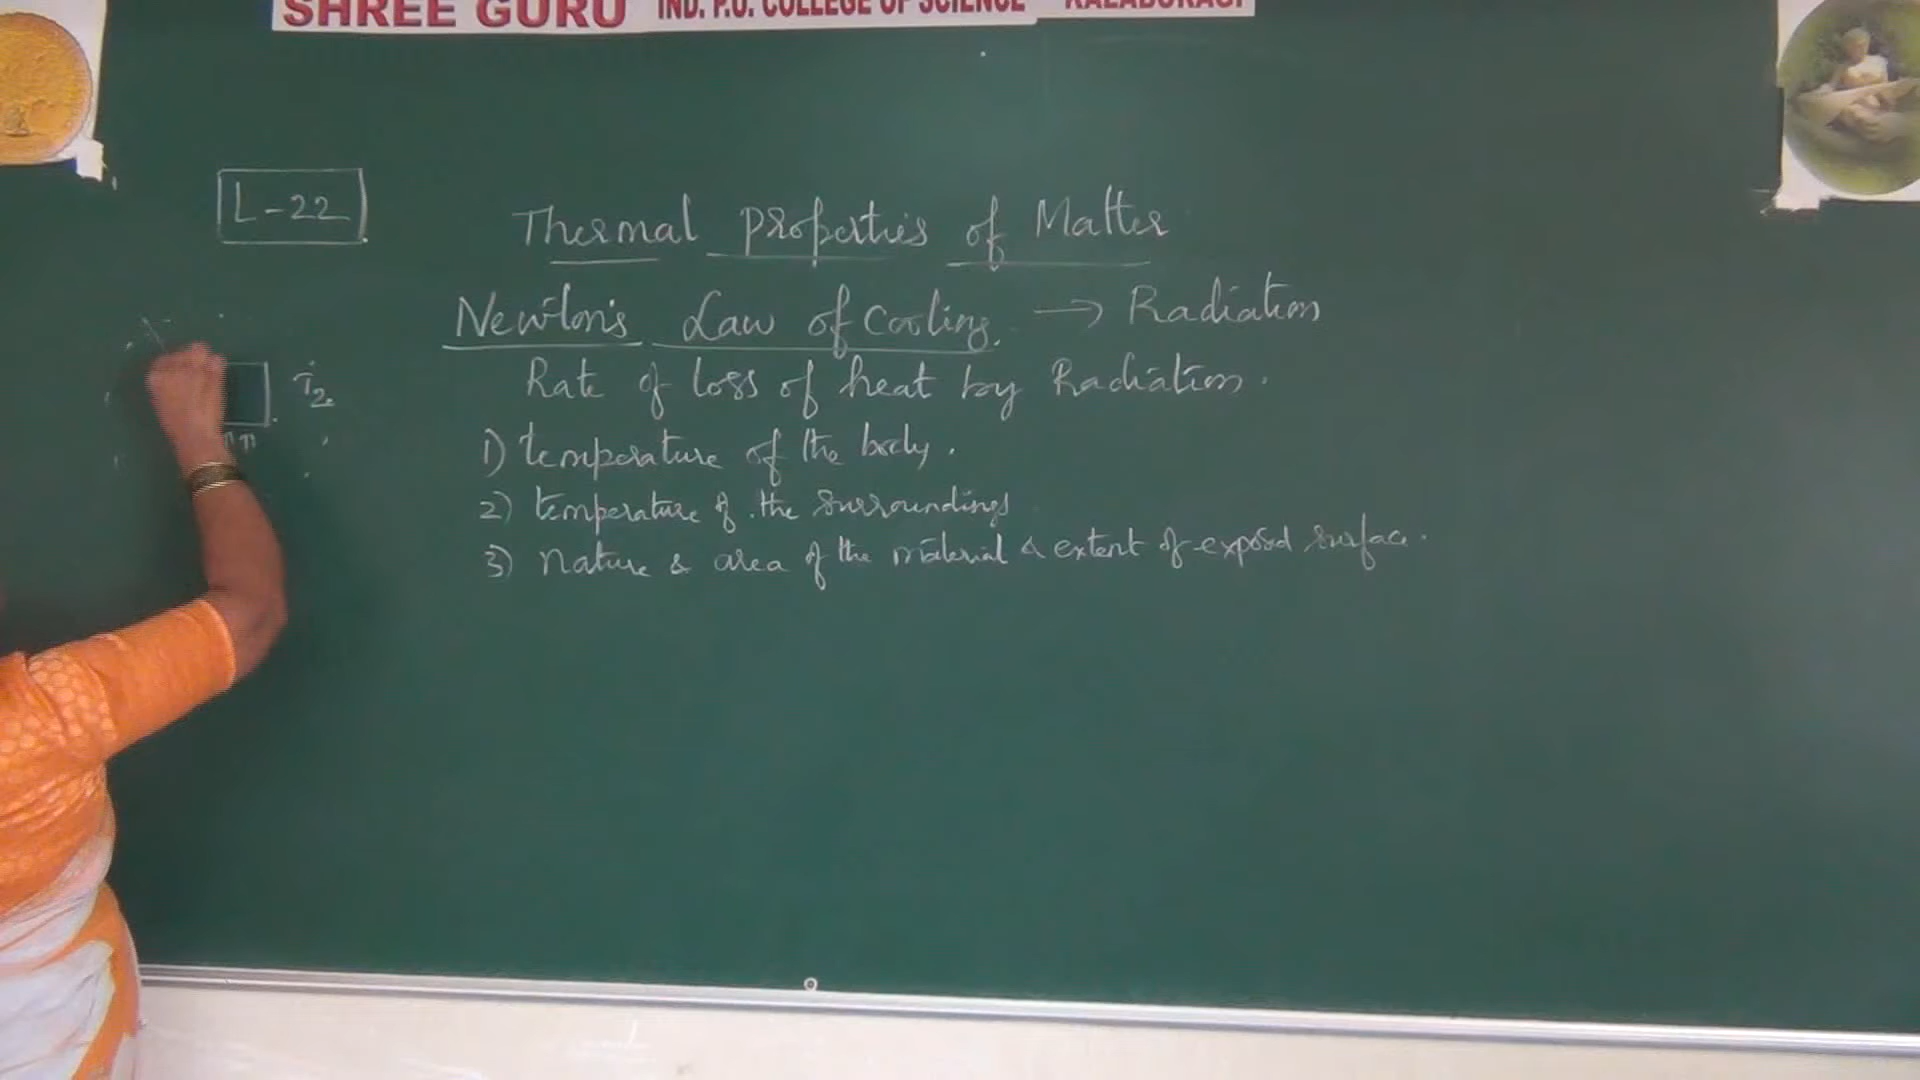 SHREE GURU IND. P.U. COLLEGE OF SCIENCE KALABURAGI
L-22
Thermal properties of Matter
Newton's Law of Cooling. → Radiation
Rate of loss of heat by Radiation.
T2
1) temperature of the body.
2) temperature of the surroundings
3) nature & area of the material & extent of exposed surface.